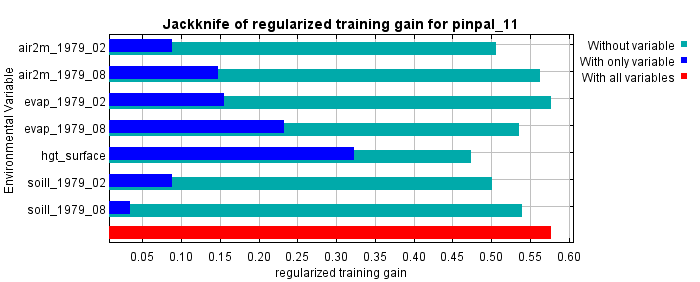 Jackknife of regularized training gain for pinpal_11
Environmental Variable
air2m_1979_02
air2m_1979_08
evap_1979_02
evap_1979_08
hgt_surface
soill_1979_02
soill_1979_08
Without variable
With only variable
With all variables
0.05 0.10 0.15 0.20 0.25 0.30 0.35 0.40 0.45 0.50 0.55 0.60
regularized training gain